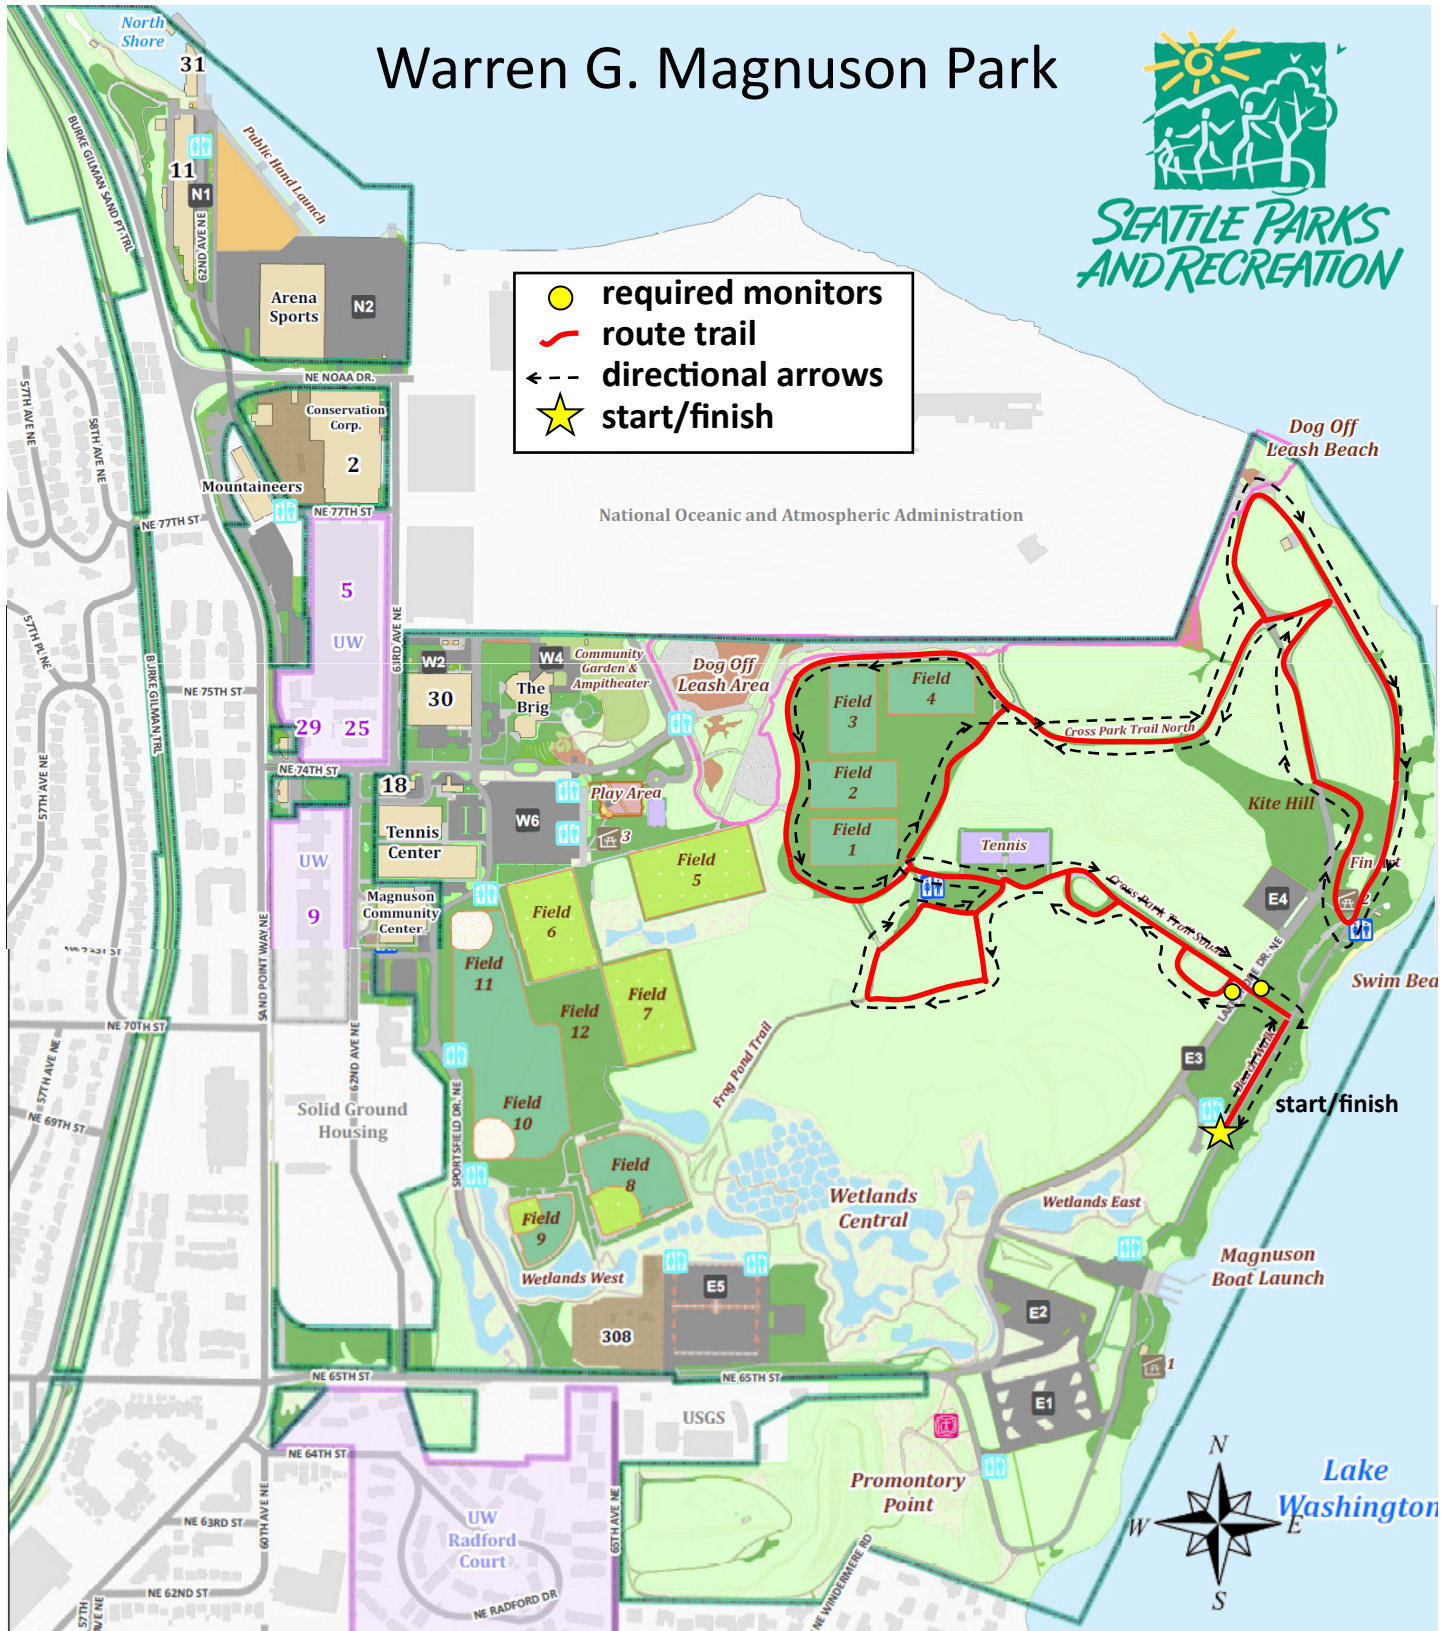 Warren G. Magnuson Park
SEATTLE PARKS
AND RECREATION
required monitors
route trail
directional arrows
start/finish
North
Shore
31
11
N1
Public Hand Launch
62ND AVE NE
BURKE GILMAN SAND PT. TRL
Arena
Sports
N2
NE NOAA DR.
Conservation
Corp.
2
Mountaineers
57TH AVE NE
58TH AVE NE
NE 77TH ST
NE 77TH ST
National Oceanic and Atmospheric Administration
Dog Off
Leash Beach
5
UW
63RD AVE NE
57TH PL NE
BURKE GILMAN TRL
NE 75TH ST
29
25
NE 74TH ST
57TH AVE NE
W2
30
W4
The
Brig
Community
Garden &
Ampitheater
Dog Off
Leash Area
Field
3
Field
4
Field
2
Field
1
Cross Park Trail North
Kite Hill
18
Tennis
Center
W6
Play Area
3
Tennis
Field
5
UW
9
Magnuson
Community
Center
Field
6
Field
11
Field
12
Field
7
Cross Park Trail South
E4
2
Swim Bea
SAND POINT WAY NE
NE 70TH ST
57TH AVE NE
NE 69TH ST
62ND AVE NE
Solid Ground
Housing
SPORTSFIELD DR. NE
Field
10
Frog Pond Trail
E3
Beach Walk
start/finish
Field
8
Field
9
Wetlands West
Wetlands
Central
Wetlands East
Magnuson
Boat Launch
E5
308
E2
E1
1
NE 65TH ST
NE 65TH ST
USGS
NE 64TH ST
60TH AVE NE
NE 63RD ST
NE 62ND ST
57TH
AVE NE
UW
Radford
Court
NE RADFORD DR
65TH AVE NE
Promontory
Point
NE WINDERMERE RD
Lake
Washington
N
W
E
S